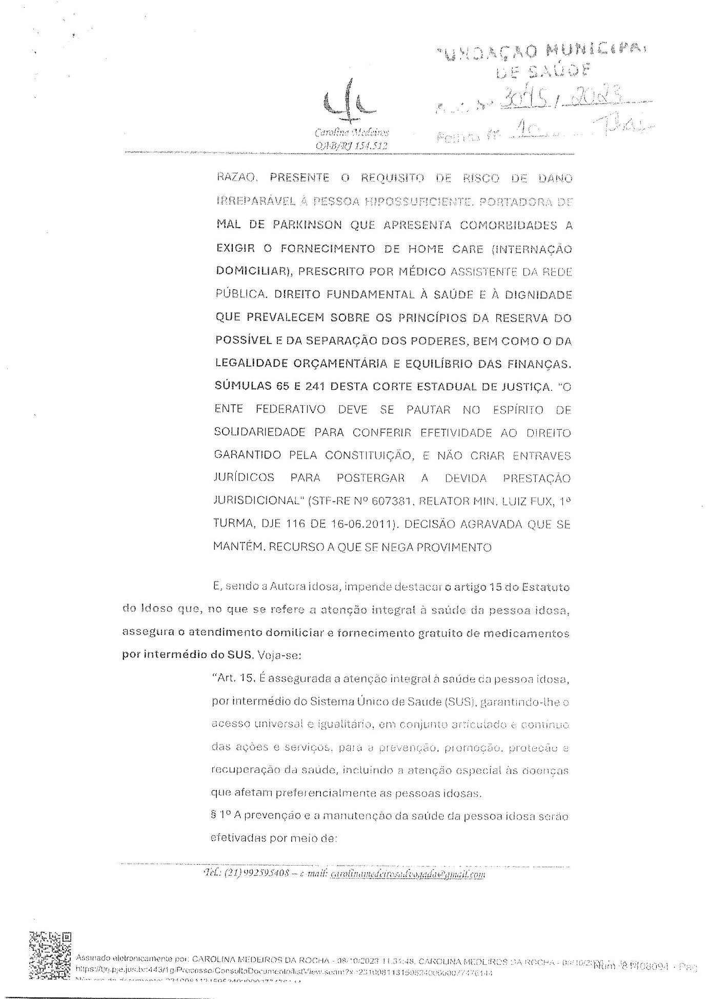 FUNDAÇÃO MUNICIPAL
DE SAÚDE
Nº 3045 / 2023
Folhas Nº 10
Carolina Medeiros
OAB/RJ 154.512
RAZAO. PRESENTE O REQUISITO DE RISCO DE DANO
IRREPARÁVEL À PESSOA HIPOSSUFICIENTE, PORTADORA DE
MAL DE PARKINSON QUE APRESENTA COMORBIDADES A
EXIGIR O FORNECIMENTO DE HOME CARE (INTERNAÇÃO
DOMICILIAR), PRESCRITO POR MÉDICO ASSISTENTE DA REDE
PÚBLICA. DIREITO FUNDAMENTAL À SAÚDE E À DIGNIDADE
QUE PREVALECEM SOBRE OS PRINCÍPIOS DA RESERVA DO
POSSÍVEL E DA SEPARAÇÃO DOS PODERES, BEM COMO O DA
LEGALIDADE ORÇAMENTÁRIA E EQUILÍBRIO DAS FINANÇAS.
SÚMULAS 65 E 241 DESTA CORTE ESTADUAL DE JUSTIÇA. "O
ENTE FEDERATIVO DEVE SE PAUTAR NO ESPÍRITO DE
SOLIDARIEDADE PARA CONFERIR EFETIVIDADE AO DIREITO
GARANTIDO PELA CONSTITUIÇÃO, E NÃO CRIAR ENTRAVES
JURÍDICOS PARA POSTERGAR A DEVIDA PRESTAÇÃO
JURISDICIONAL" (STF-RE Nº 607381, RELATOR MIN. LUIZ FUX, 1ª
TURMA, DJE 116 DE 16-06.2011). DECISÃO AGRAVADA QUE SE
MANTÉM. RECURSO A QUE SE NEGA PROVIMENTO
E, sendo a Autora idosa, impende destacar o artigo 15 do Estatuto
do Idoso que, no que se refere a atenção integral à saúde da pessoa idosa,
assegura o atendimento domiliciar e fornecimento gratuito de medicamentos
por intermédio do SUS. Veja-se:
"Art. 15. É assegurada a atenção integral à saúde da pessoa idosa,
por intermédio do Sistema Único de Saúde (SUS), garantindo-lhe o
acesso universal e igualitário, em conjunto articulado e contínuo
das ações e serviços, para a prevenção, promoção, proteção e
recuperação da saúde, incluindo a atenção especial às doenças
que afetam preferencialmente as pessoas idosas.
§ 1º A prevenção e a manutenção da saúde da pessoa idosa serão
efetivadas por meio de:
Tel.: (21) 992595408 – e-mail: carolinamedeirosadvogada@gmail.com
Assinado eletronicamente por: CAROLINA MEDEIROS DA ROCHA - 08/10/2023 11:31:48, CAROLINA MEDEIROS DA ROCHA - 08/10/20
https://tjrj.pje.jus.br:443/1g/Processo/ConsultaDocumento/listView.seam?x=
Número do documento:
Num. - Pág